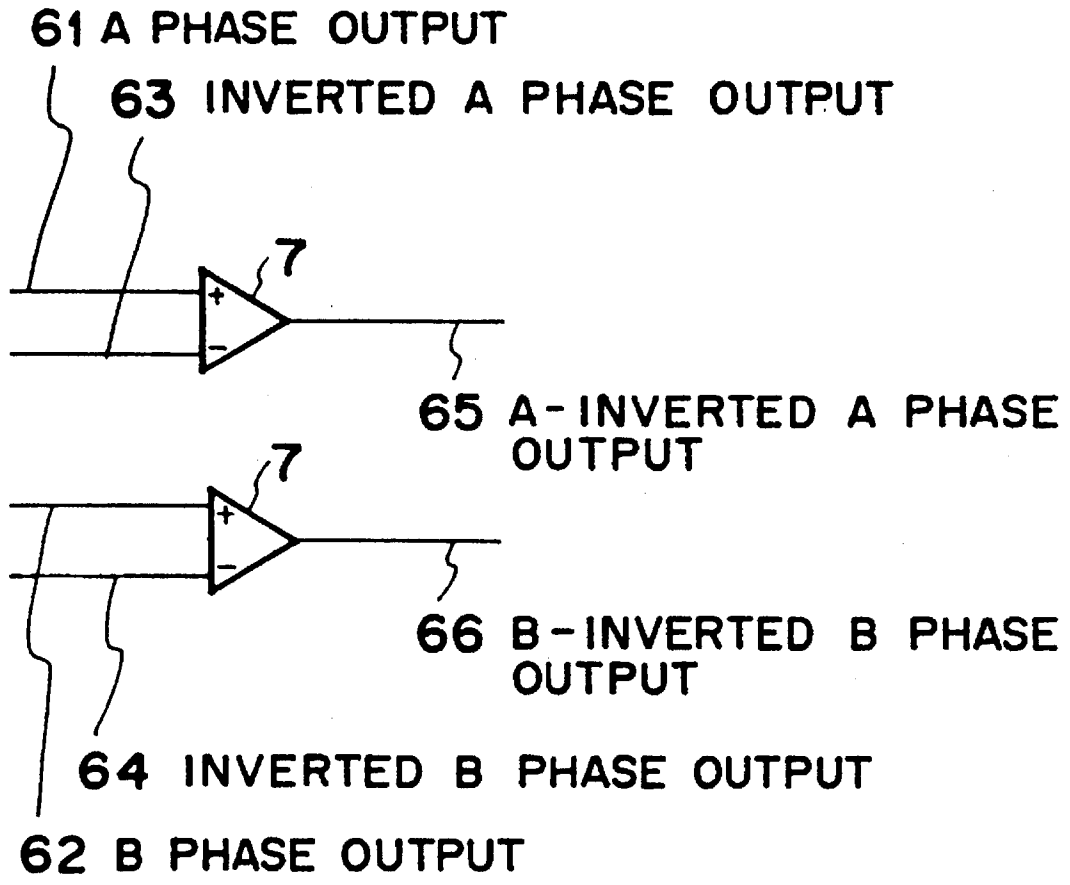 61 A PHASE OUTPUT
63 INVERTED A PHASE OUTPUT
7
+
-
65 A-INVERTED A PHASE
OUTPUT
7
+
-
66 B-INVERTED B PHASE
OUTPUT
64 INVERTED B PHASE OUTPUT
62 B PHASE OUTPUT